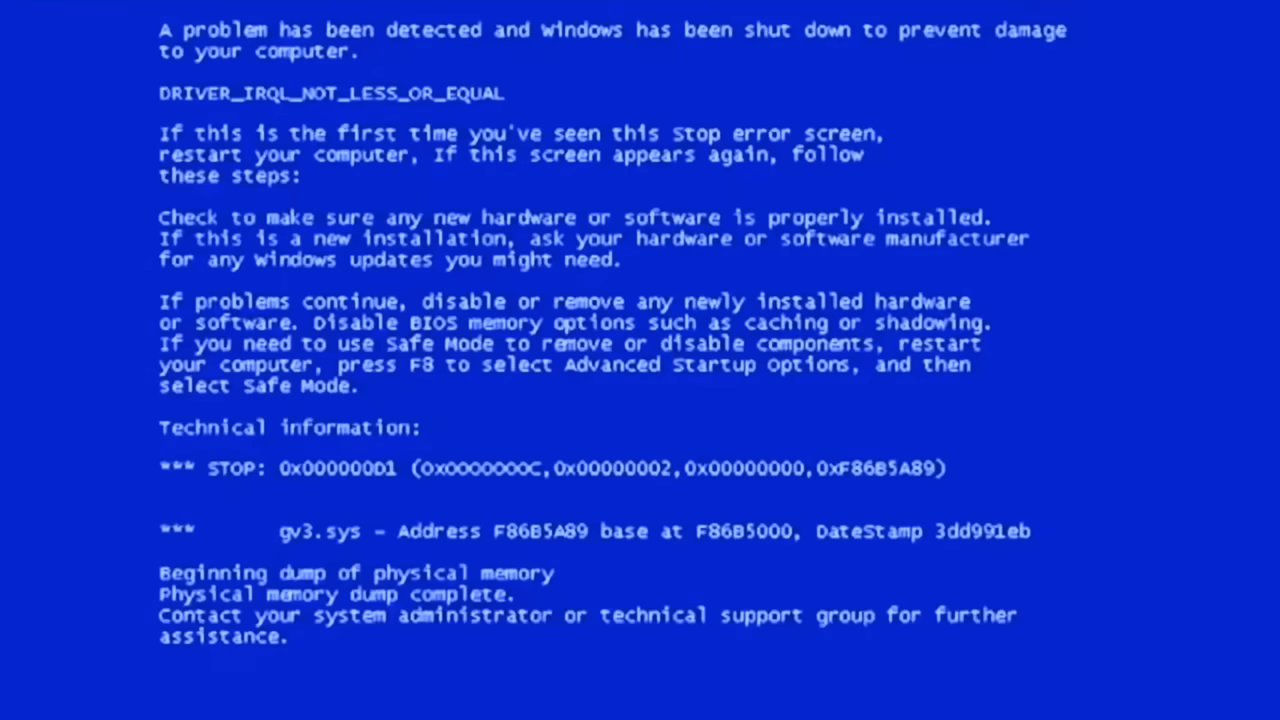 A problem has been detected and Windows has been shut down to prevent damage
to your computer.
DRIVER_IRQL_NOT_LESS_OR_EQUAL
If this is the first time you've seen this Stop error screen,
restart your computer, If this screen appears again, follow
these steps:
Check to make sure any new hardware or software is properly installed.
If this is a new installation, ask your hardware or software manufacturer
for any Windows updates you might need.
If problems continue, disable or remove any newly installed hardware
or software. Disable BIOS memory options such as caching or shadowing.
If you need to use Safe Mode to remove or disable components, restart
your computer, press F8 to select Advanced Startup Options, and then
select Safe Mode.
Technical information:
*** STOP: 0x000000D1 (0x0000000C,0x00000002,0x00000000,0xF86B5A89)
*** gv3.sys - Address F86B5A89 base at F86B5000, DateStamp 3dd991eb
Beginning dump of physical memory
Physical memory dump complete.
Contact your system administrator or technical support group for further
assistance.